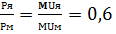 Pя/Pм = MUя/MUм = 0,6